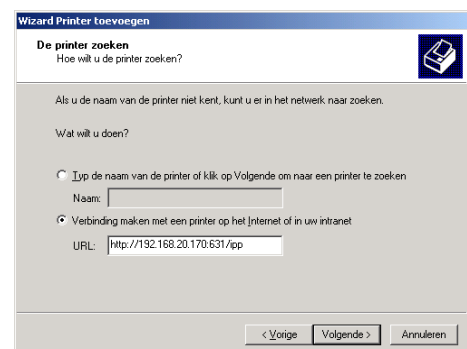 Wizard Printer toevoegen
De printer zoeken
Hoe wilt u de printer zoeken?
Als u de naam van de printer niet kent, kunt u er in het netwerk naar zoeken.
Wat wilt u doen?
Typ de naam van de printer of klik op Volgende om naar een printer te zoeken
Naam:
Verbinding maken met een printer op het Internet of in uw intranet
URL: http://192.168.20.170:631/ipp
< Vorige Volgende > Annuleren